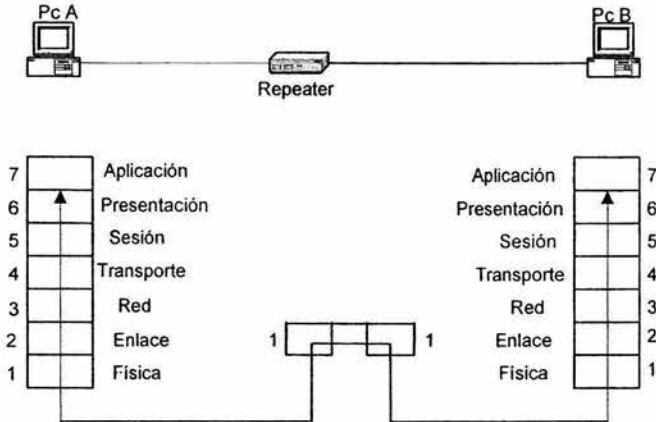 Pc A
Pc B
Repeater
7 Aplicación
6 Presentación
5 Sesión
4 Transporte
3 Red
2 Enlace
1 Física
1 1
Aplicación 7
Presentación 6
Sesión 5
Transporte 4
Red 3
Enlace 2
Física 1